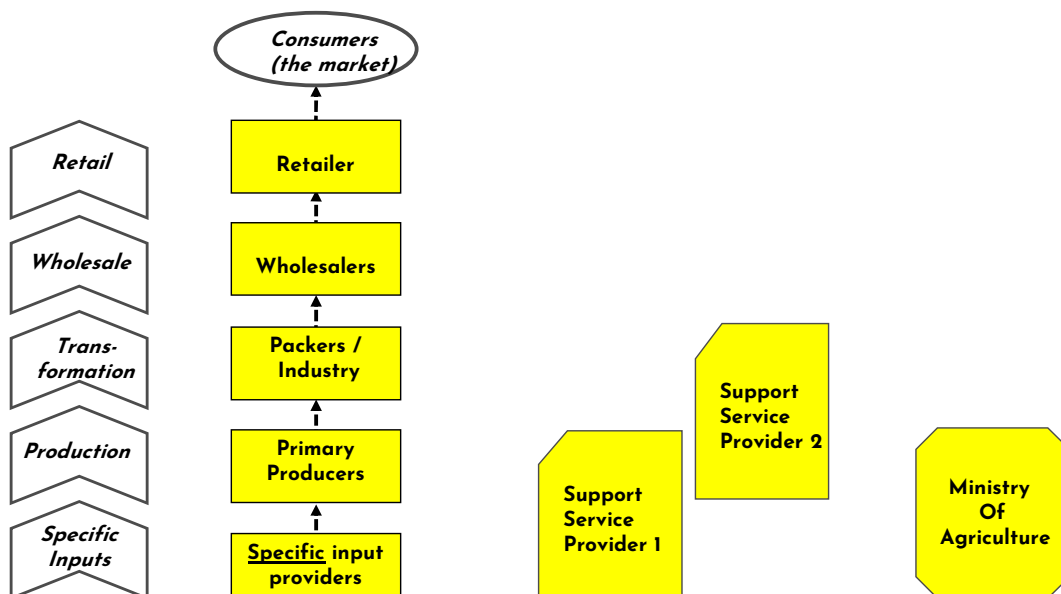 Consumers
(the market)
Retail
Retailer
Wholesale
Wholesalers
Trans-
formation
Packers /
Industry
Production
Primary
Producers
Specific
Inputs
Specific input
providers
Support
Service
Provider 1
Support
Service
Provider 2
Ministry
Of
Agriculture